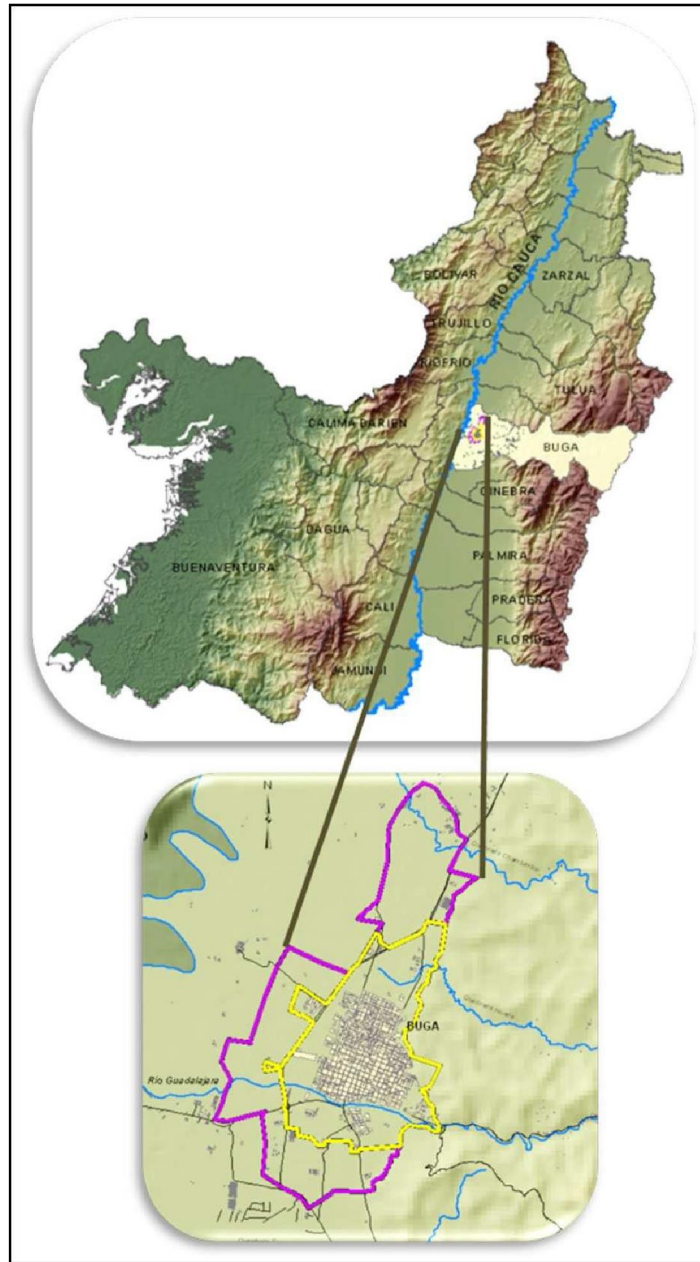 BOLIVAR
RIO CAUCA
ZARZAL
TRUJILLO
RIOFRIO
TULUA
CALIMA DARIEN
BUGA
GINEBRA
DAGUA
BUENAVENTURA
PALMIRA
CALI
PRADERA
FLORIDA
JAMUNDI
N
BUGA
Río Guadalajara